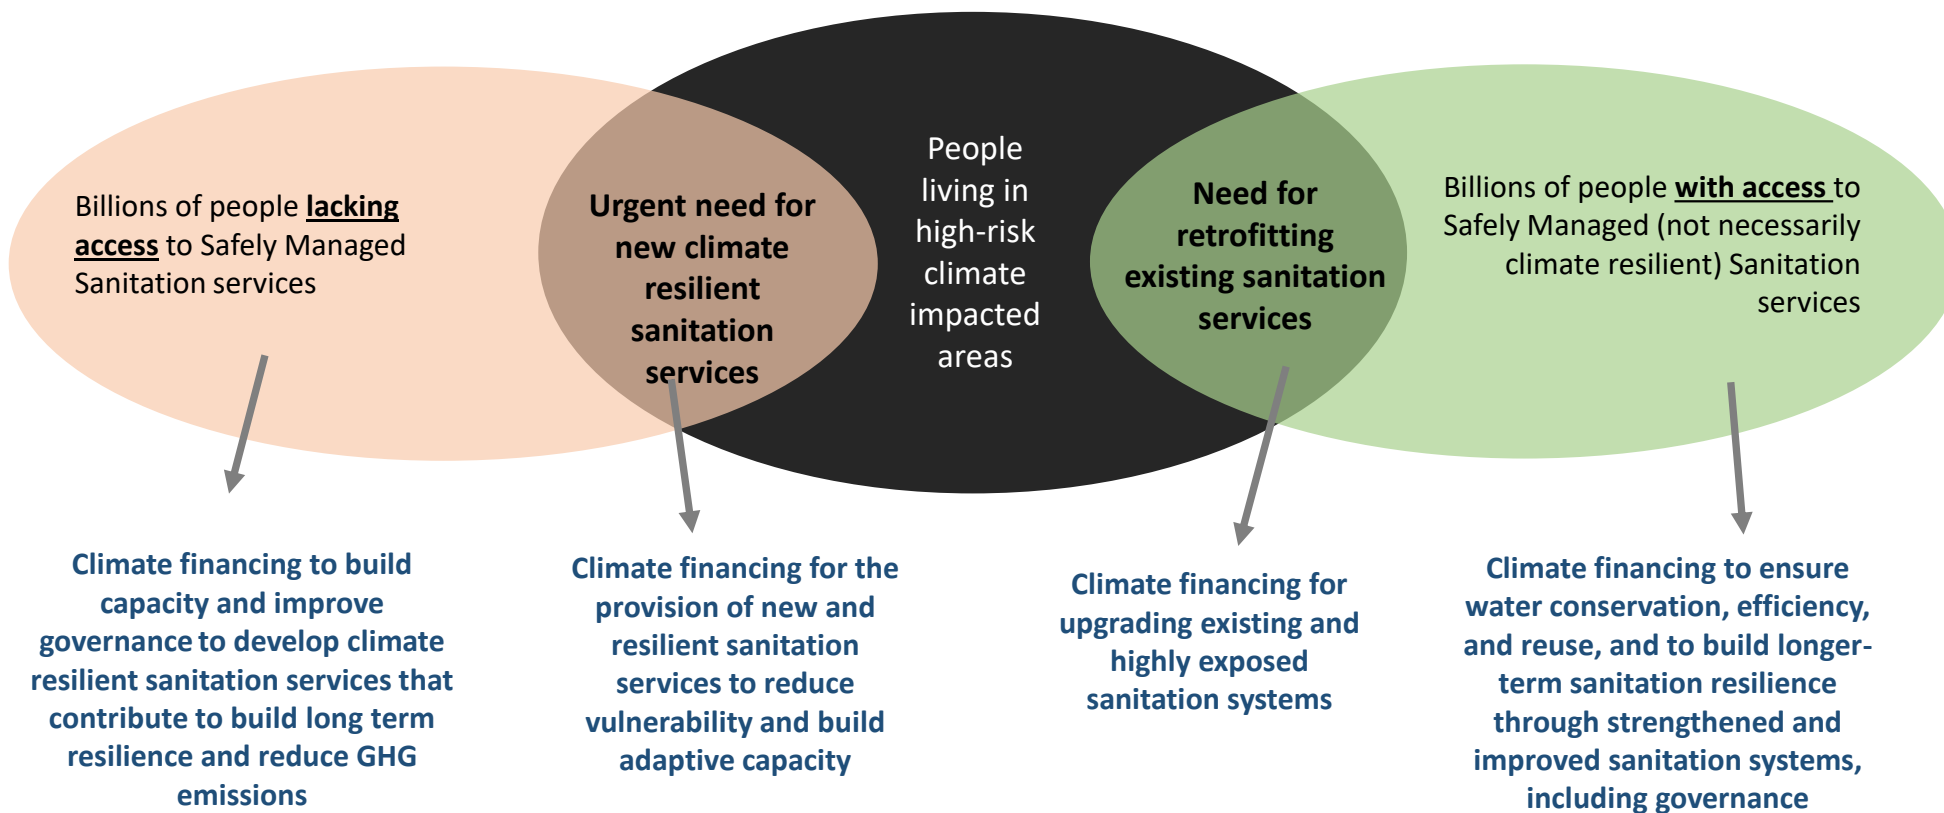 Billions of people lacking
access to Safely Managed
Sanitation services
Urgent need for
new climate
resilient
sanitation
services
People
living in
high-risk
climate
impacted
areas
Need for
retrofitting
existing sanitation
services
Billions of people with access to
Safely Managed (not necessarily
climate resilient) Sanitation
services
Climate financing to build
capacity and improve
governance to develop climate
resilient sanitation services that
contribute to build long term
resilience and reduce GHG
emissions
Climate financing for the
provision of new and
resilient sanitation
services to reduce
vulnerability and build
adaptive capacity
Climate financing for
upgrading existing and
highly exposed
sanitation systems
Climate financing to ensure
water conservation, efficiency,
and reuse, and to build longer-
term sanitation resilience
through strengthened and
improved sanitation systems,
including governance